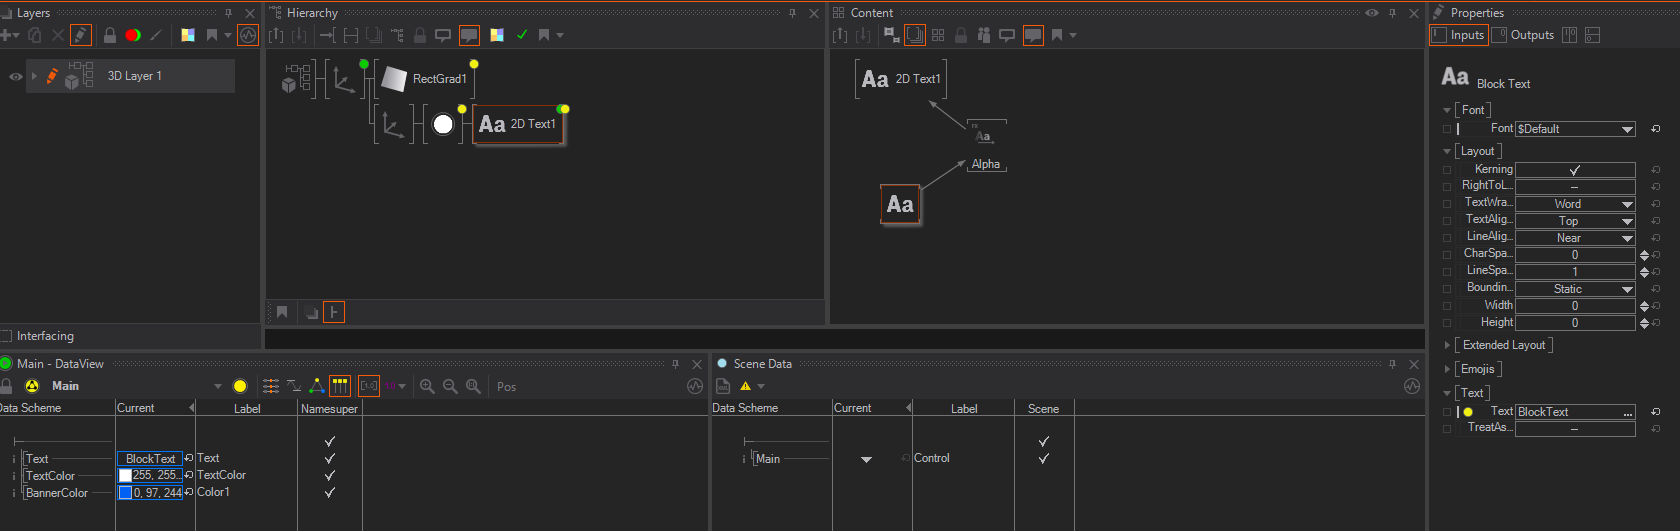 Layers
Hierarchy
Content
Properties
Inputs
Outputs
3D Layer 1
RectGrad1
Aa 2D Text1
Aa 2D Text1
Aa
Alpha
Aa
Aa Block Text
Font
Font $Default
Layout
Kerning
RightToL... –
TextWra... Word
TextAlig... Top
LineAlig... Near
CharSpa... 0
LineSpa... 1
Boundin... Static
Width 0
Height 0
Extended Layout
Emojis
Text
Text BlockText ...
TreatAs... –
Interfacing
Main - DataView
Main
Pos
Data Scheme Current Label Namesuper
Text BlockText Text
TextColor 255, 255... TextColor
BannerColor 0, 97, 244 Color1
Scene Data
Data Scheme Current Label Scene
Main Control